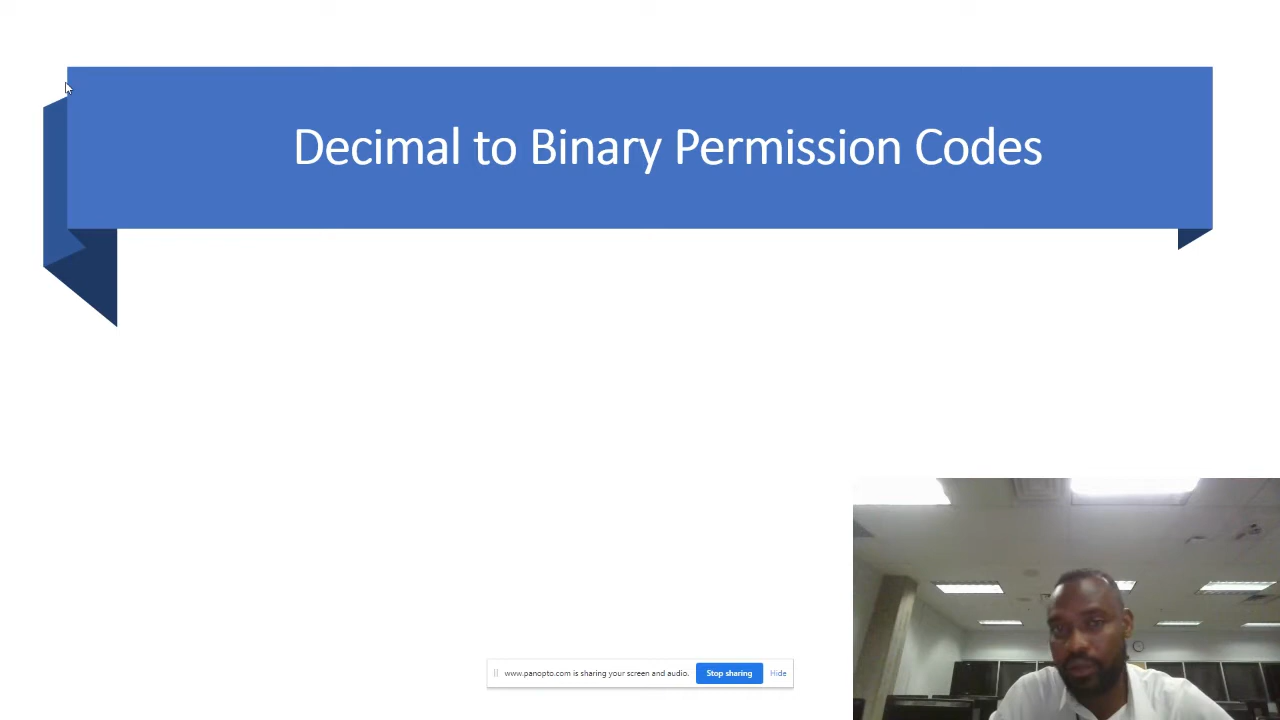 Decimal to Binary Permission Codes
www.panopto.com is sharing your screen and audio. Stop sharing Hide